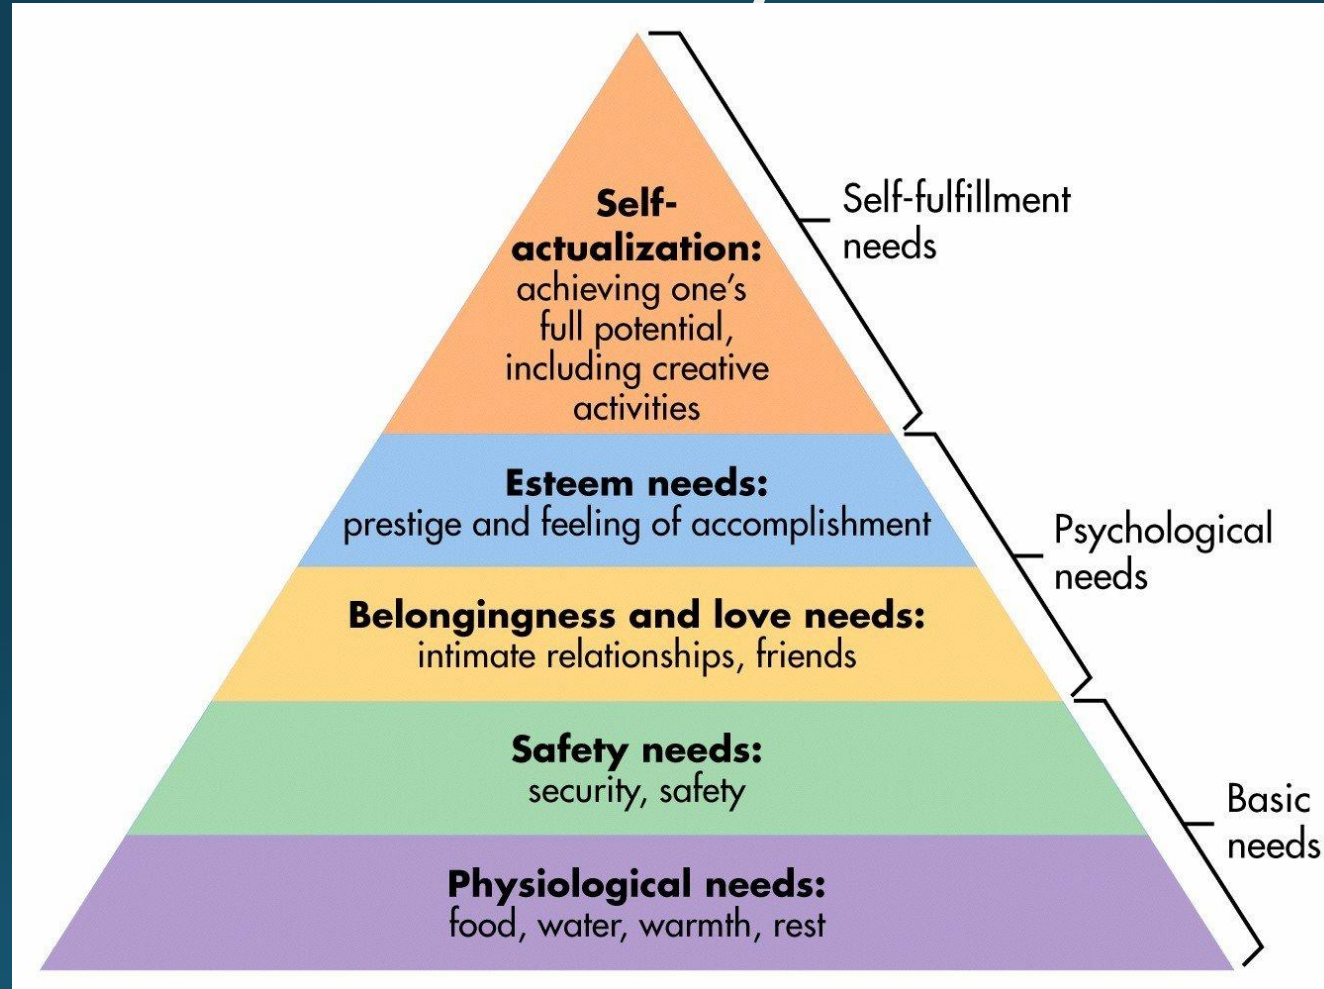 Self-
actualization:
achieving one's
full potential,
including creative
activities
Self-fulfillment
needs
Esteem needs:
prestige and feeling of accomplishment
Psychological
needs
Belongingness and love needs:
intimate relationships, friends
Safety needs:
security, safety
Basic
needs
Physiological needs:
food, water, warmth, rest